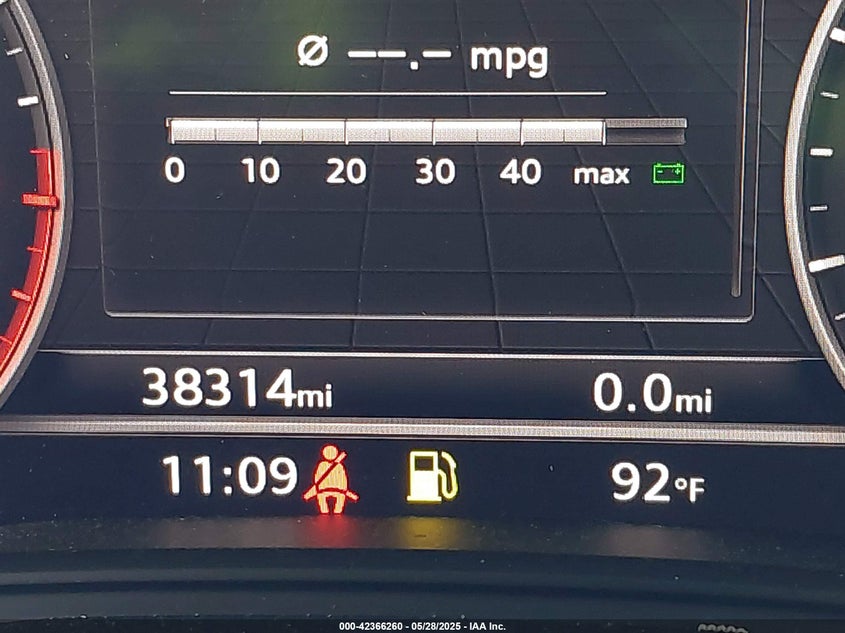 Ø --.- mpg
0 10 20 30 40 max
38314mi 0.0mi
11:09 92°F
000-42366260 - 05/28/2025 - IAA Inc.